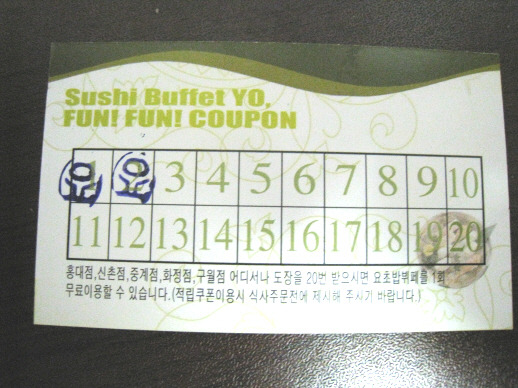 Sushi Buffet YO,
FUN! FUN! COUPON
1 2 3 4 5 6 7 8 9 10
11 12 13 14 15 16 17 18 19 20
홍대점,신촌점,중계점,화정점,구월점 어디서나 도장을 20번 받으시면 요초밥뷔페를 1회
무료이용할 수 있습니다.(적립쿠폰이용시 식사주문전에 제시해 주시기 바랍니다.)